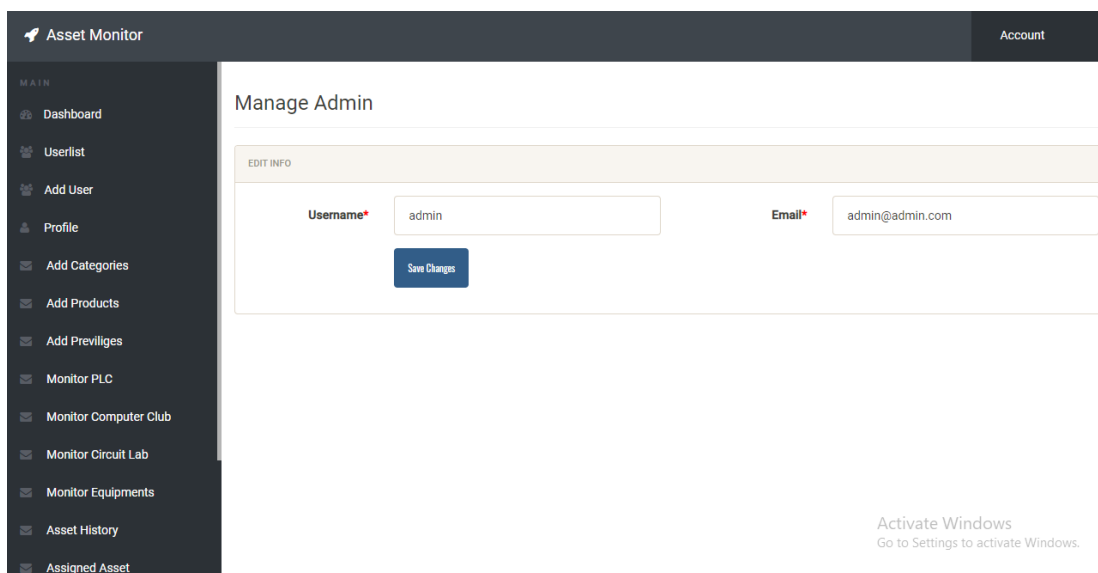 Asset Monitor
Account
MAIN
Dashboard
Userlist
Add User
Profile
Add Categories
Add Products
Add Previliges
Monitor PLC
Monitor Computer Club
Monitor Circuit Lab
Monitor Equipments
Asset History
Assigned Asset
Manage Admin
EDIT INFO
Username* admin Email* admin@admin.com
Save Changes
Activate Windows
Go to Settings to activate Windows.